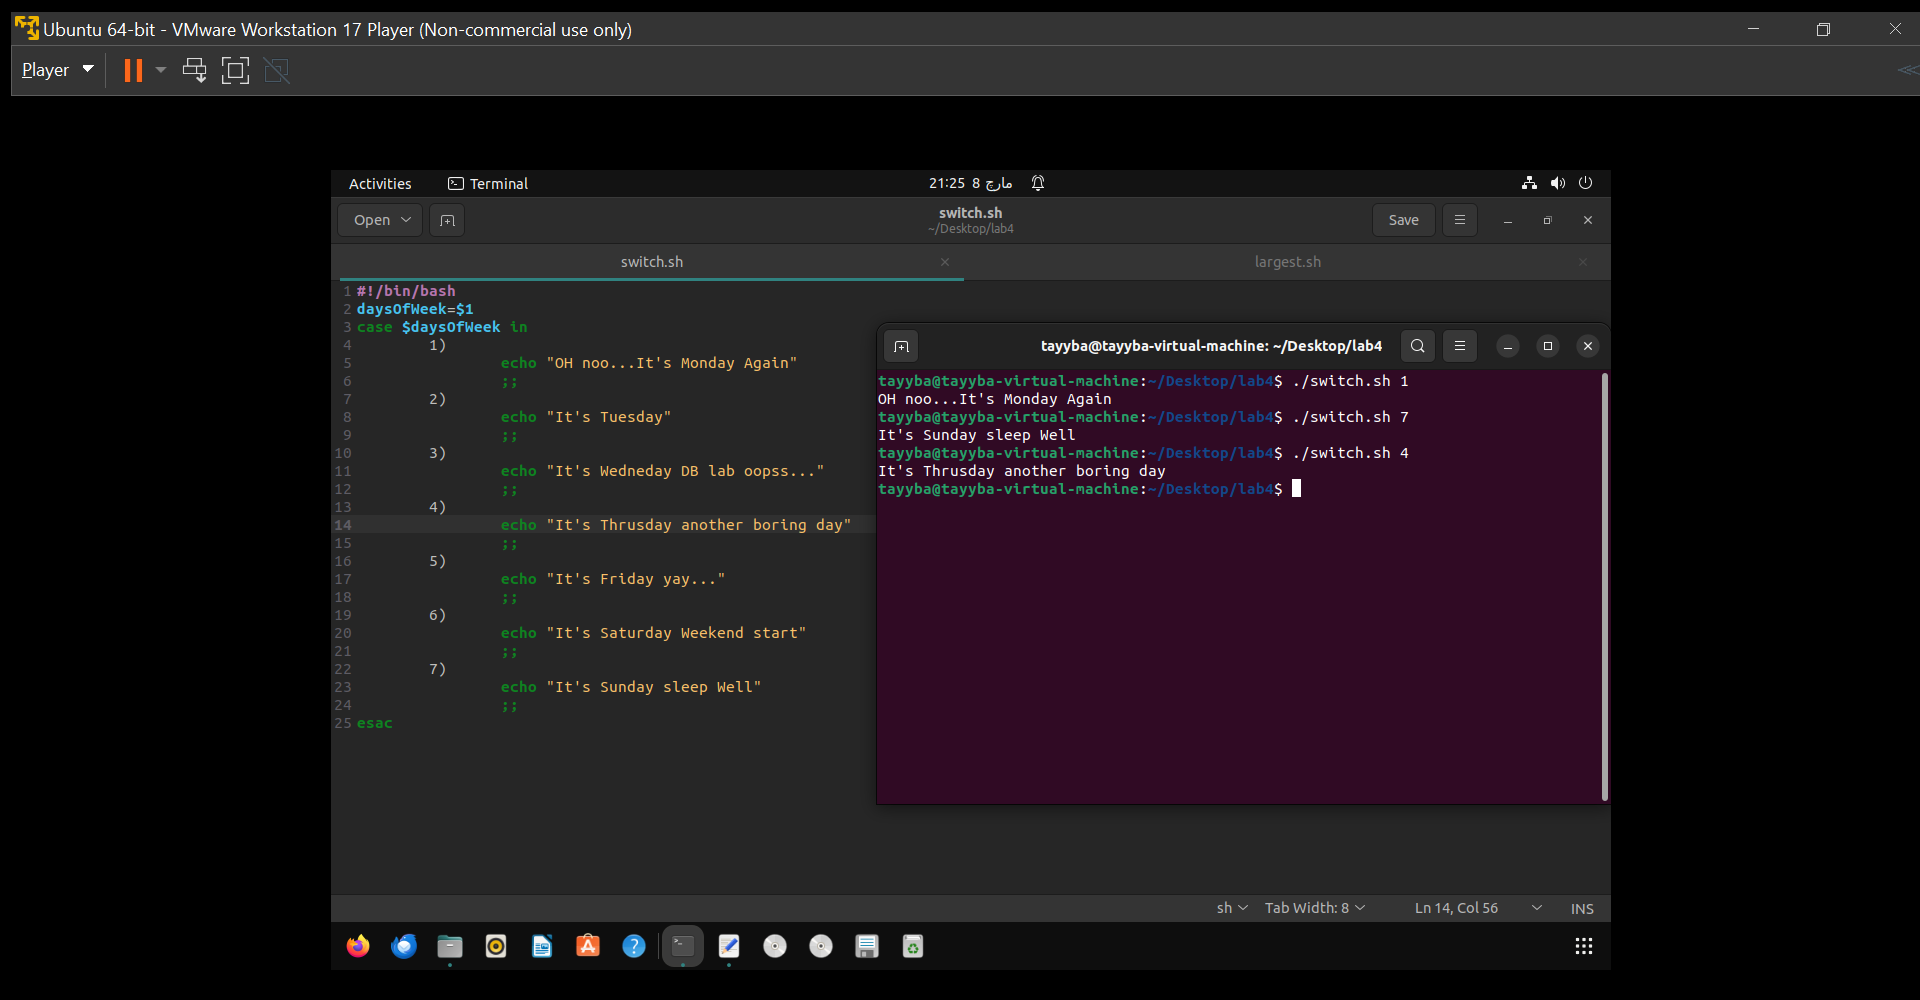 Ubuntu 64-bit - VMware Workstation 17 Player (Non-commercial use only)
Player
Activities
Terminal
21:25 8 مارچ
Open
switch.sh
~/Desktop/lab4
Save
switch.sh
largest.sh
1 #!/bin/bash
2 daysOfWeek=$1
3 case $daysOfWeek in
4 1)
5 echo "OH noo...It's Monday Again"
6 ;;
7 2)
8 echo "It's Tuesday"
9 ;;
10 3)
11 echo "It's Wedneday DB lab oopss..."
12 ;;
13 4)
14 echo "It's Thrusday another boring day"
15 ;;
16 5)
17 echo "It's Friday yay..."
18 ;;
19 6)
20 echo "It's Saturday Weekend start"
21 ;;
22 7)
23 echo "It's Sunday sleep Well"
24 ;;
25 esac
tayyba@tayyba-virtual-machine: ~/Desktop/lab4
tayyba@tayyba-virtual-machine:~/Desktop/lab4$ ./switch.sh 1
OH noo...It's Monday Again
tayyba@tayyba-virtual-machine:~/Desktop/lab4$ ./switch.sh 7
It's Sunday sleep Well
tayyba@tayyba-virtual-machine:~/Desktop/lab4$ ./switch.sh 4
It's Thrusday another boring day
tayyba@tayyba-virtual-machine:~/Desktop/lab4$
sh
Tab Width: 8
Ln 14, Col 56
INS